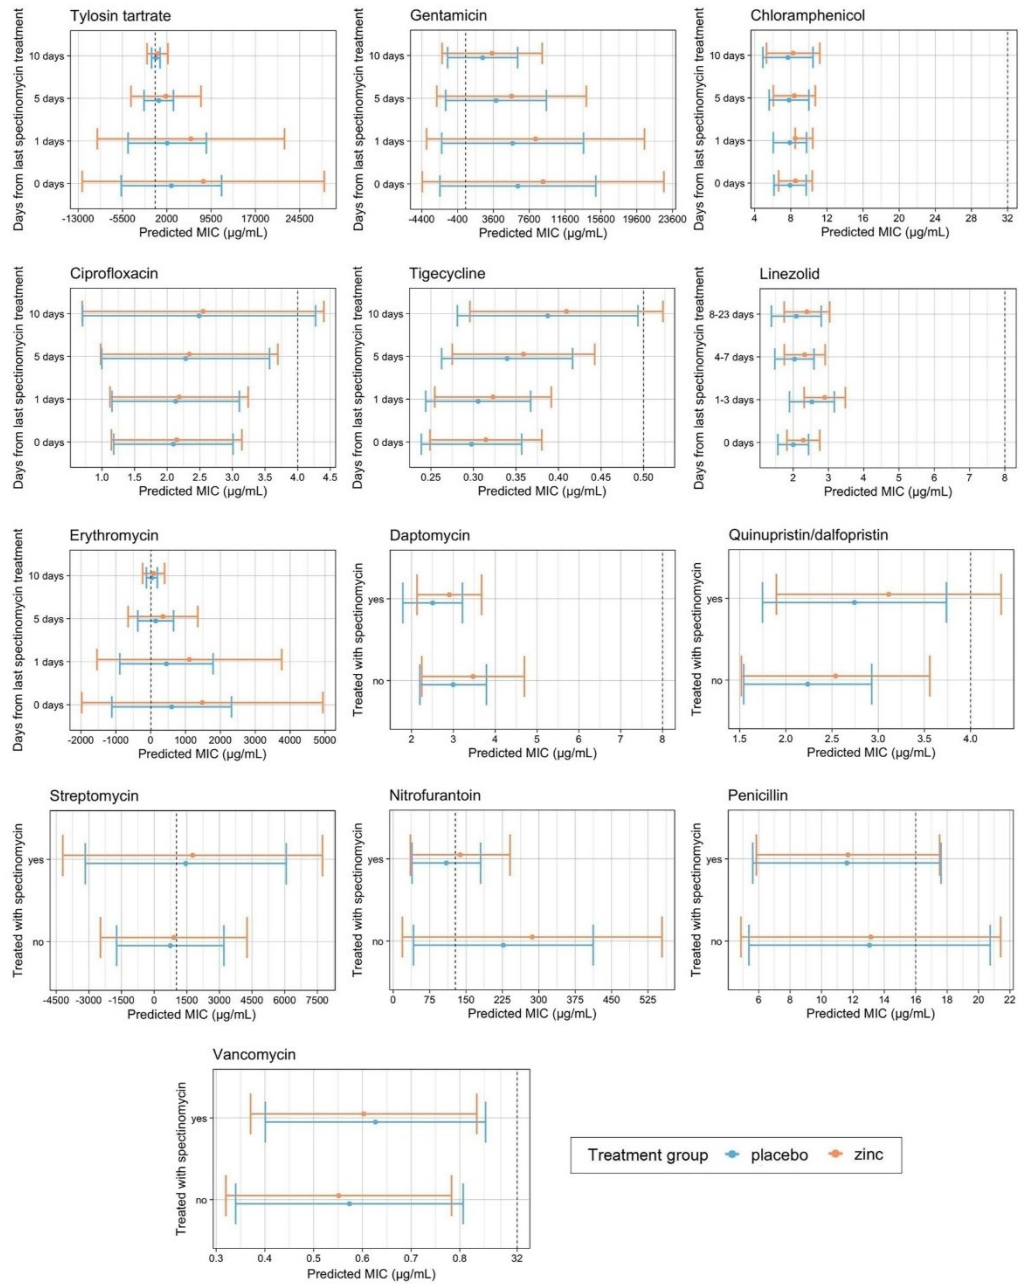 Tylosin tartrate
Days from last spectinomycin treatment
10 days
5 days
1 days
0 days
-13000 -5500 2000 9500 17000 24500
Predicted MIC (µg/mL)
Gentamicin
Days from last spectinomycin treatment
10 days
5 days
1 days
0 days
-4400 -400 3600 7600 11600 15600 19600 23600
Predicted MIC (µg/mL)
Chloramphenicol
Days from last spectinomycin treatment
10 days
5 days
1 days
0 days
4 8 12 16 20 24 28 32
Predicted MIC (µg/mL)
Ciprofloxacin
Days from last spectinomycin treatment
10 days
5 days
1 days
0 days
1.0 1.5 2.0 2.5 3.0 3.5 4.0 4.5
Predicted MIC (µg/mL)
Tigecycline
Days from last spectinomycin treatment
10 days
5 days
1 days
0 days
0.25 0.30 0.35 0.40 0.45 0.50
Predicted MIC (µg/mL)
Linezolid
Days from last spectinomycin treatment
8-23 days
4-7 days
1-3 days
0 days
2 3 4 5 6 7 8
Predicted MIC (µg/mL)
Erythromycin
Days from last spectinomycin treatment
10 days
5 days
1 days
0 days
-2000 -1000 0 1000 2000 3000 4000 5000
Predicted MIC (µg/mL)
Daptomycin
Treated with spectinomycin
yes
no
2 3 4 5 6 7 8
Predicted MIC (µg/mL)
Quinupristin/dalfopristin
Treated with spectinomycin
yes
no
1.5 2.0 2.5 3.0 3.5 4.0
Predicted MIC (µg/mL)
Streptomycin
Treated with spectinomycin
yes
no
-4500 -3000 -1500 0 1500 3000 4500 6000 7500
Predicted MIC (µg/mL)
Nitrofurantoin
Treated with spectinomycin
yes
no
0 75 150 225 300 375 450 525
Predicted MIC (µg/mL)
Penicillin
Treated with spectinomycin
yes
no
6 8 10 12 14 16 18 20 22
Predicted MIC (µg/mL)
Vancomycin
Treated with spectinomycin
yes
no
0.3 0.4 0.5 0.6 0.7 0.8 32
Predicted MIC (µg/mL)
Treatment group placebo zinc